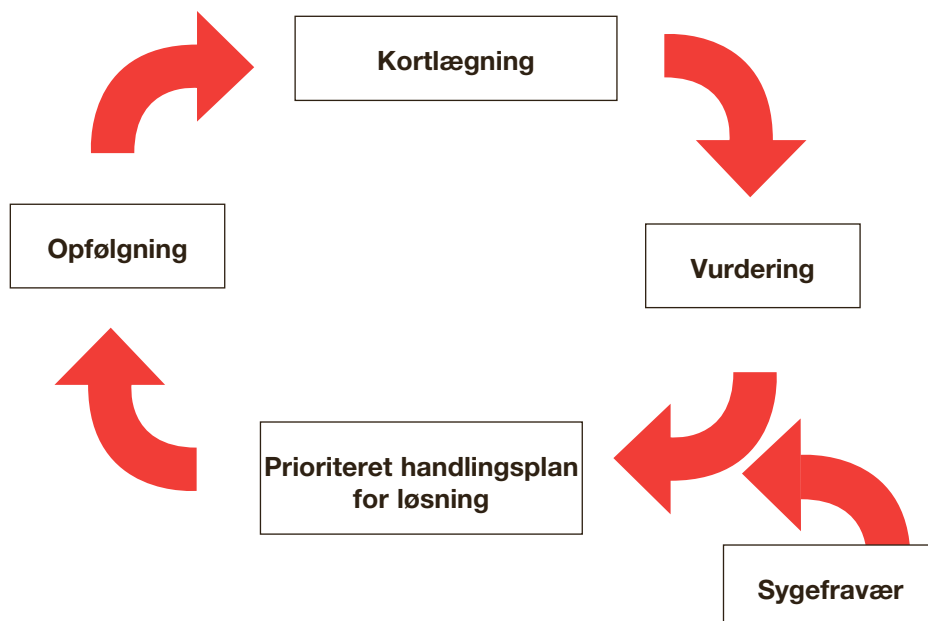 Kortlægning
Opfølgning
Vurdering
Prioriteret handlingsplan
for løsning
Sygefravær